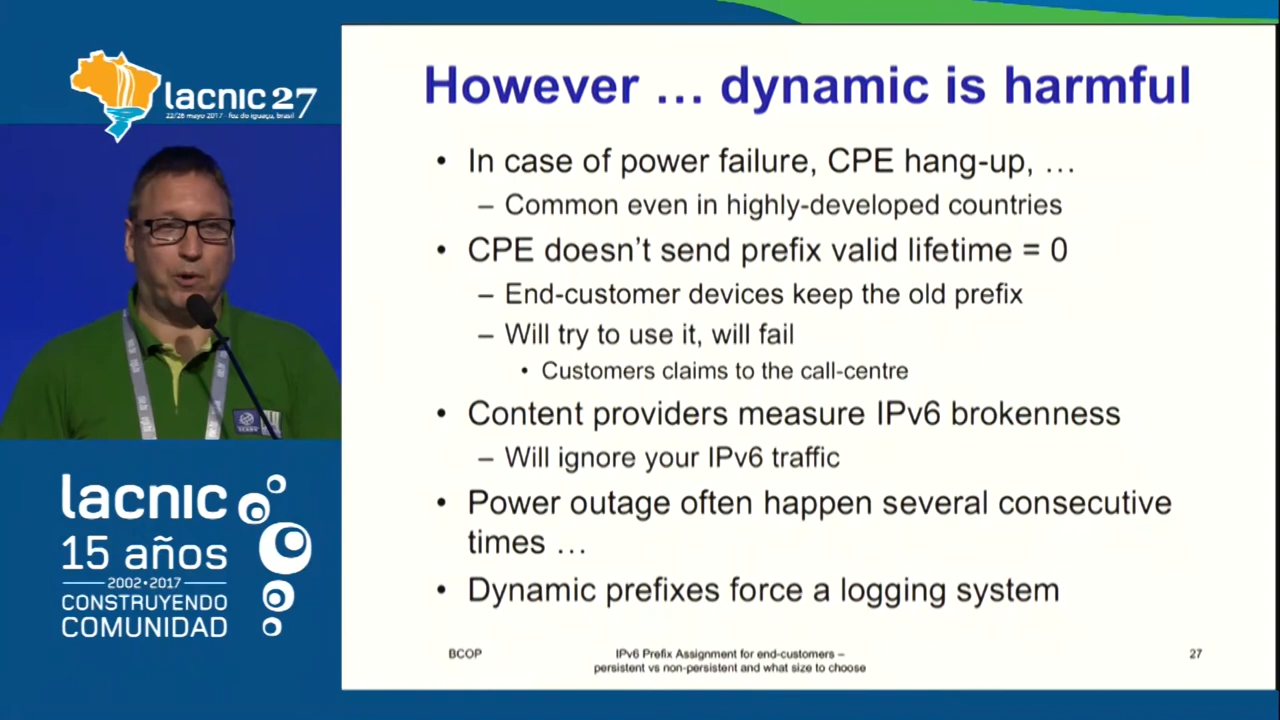 lacnic 27
22/26 mayo 2017 - foz do iguaçu, brasil
However … dynamic is harmful
• In case of power failure, CPE hang-up, …
– Common even in highly-developed countries
• CPE doesn’t send prefix valid lifetime = 0
– End-customer devices keep the old prefix
– Will try to use it, will fail
• Customers claims to the call-centre
• Content providers measure IPv6 brokenness
– Will ignore your IPv6 traffic
• Power outage often happen several consecutive
times …
• Dynamic prefixes force a logging system
BCOP
IPv6 Prefix Assignment for end-customers –
persistent vs non-persistent and what size to choose
27
lacnic
15 años
2002•2017
CONSTRUYENDO
COMUNIDAD